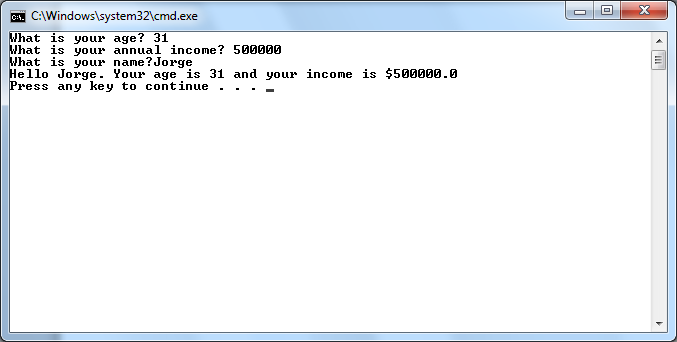 C:\Windows\system32\cmd.exe
What is your age? 31
What is your annual income? 500000
What is your name?Jorge
Hello Jorge. Your age is 31 and your income is $500000.0
Press any key to continue . . .